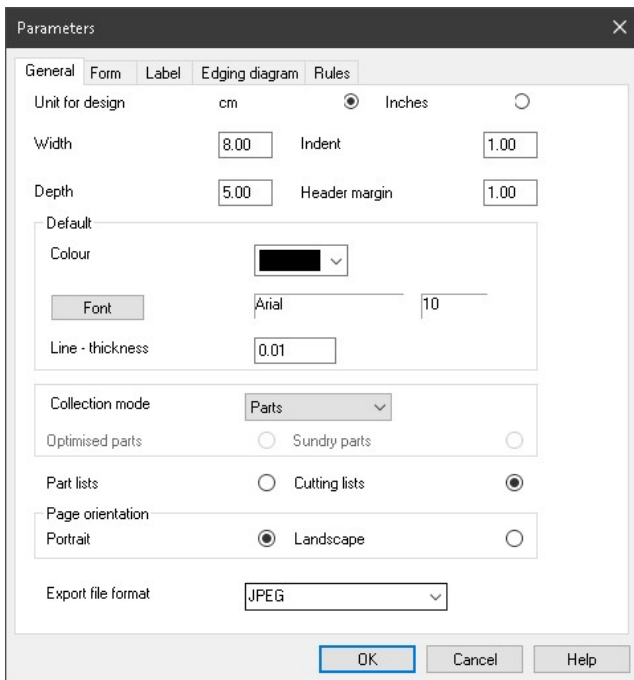 Parameters
General Form Label Edging diagram Rules
Unit for design cm Inches
Width 8.00 Indent 1.00
Depth 5.00 Header margin 1.00
Default
Colour
Font Arial 10
Line - thickness 0.01
Collection mode Parts
Optimised parts Sundry parts
Part lists Cutting lists
Page orientation
Portrait Landscape
Export file format JPEG
OK Cancel Help